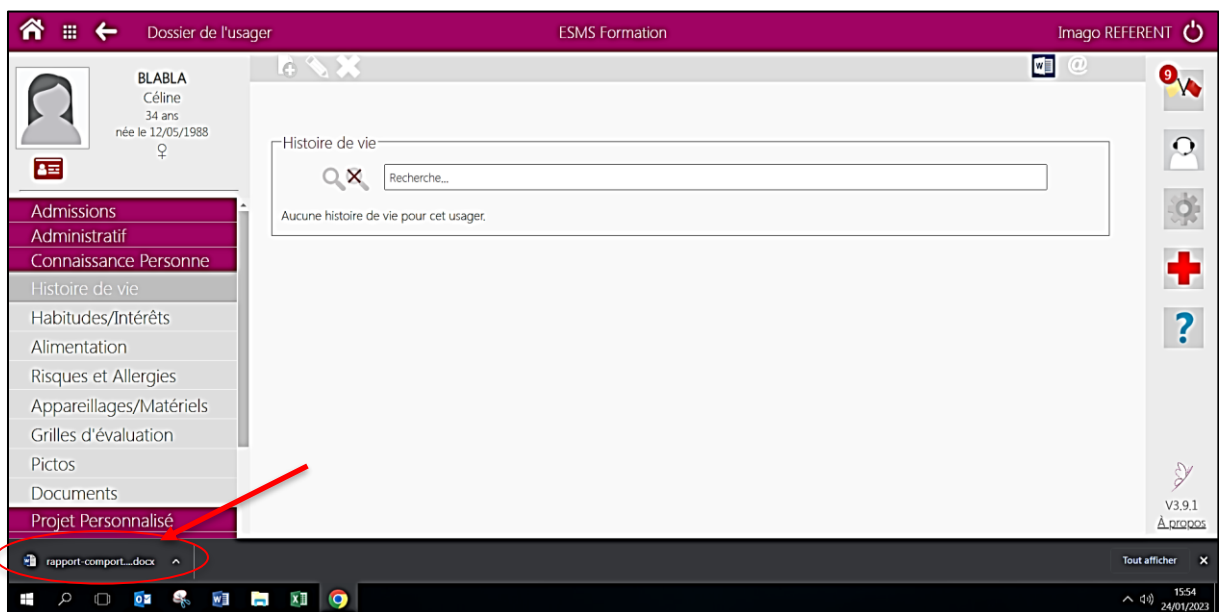 Dossier de l'usager
ESMS Formation
Imago REFERENT
BLABLA
Céline
34 ans
née le 12/05/1988
9
Histoire de vie
Recherche...
Aucune histoire de vie pour cet usager.
Admissions
Administratif
Connaissance Personne
Histoire de vie
Habitudes/Intérêts
Alimentation
Risques et Allergies
Appareillages/Matériels
Grilles d'évaluation
Pictos
Documents
Projet Personnalisé
V3.9.1
À propos
rapport-comport....docx
Tout afficher
15:54
24/01/2023